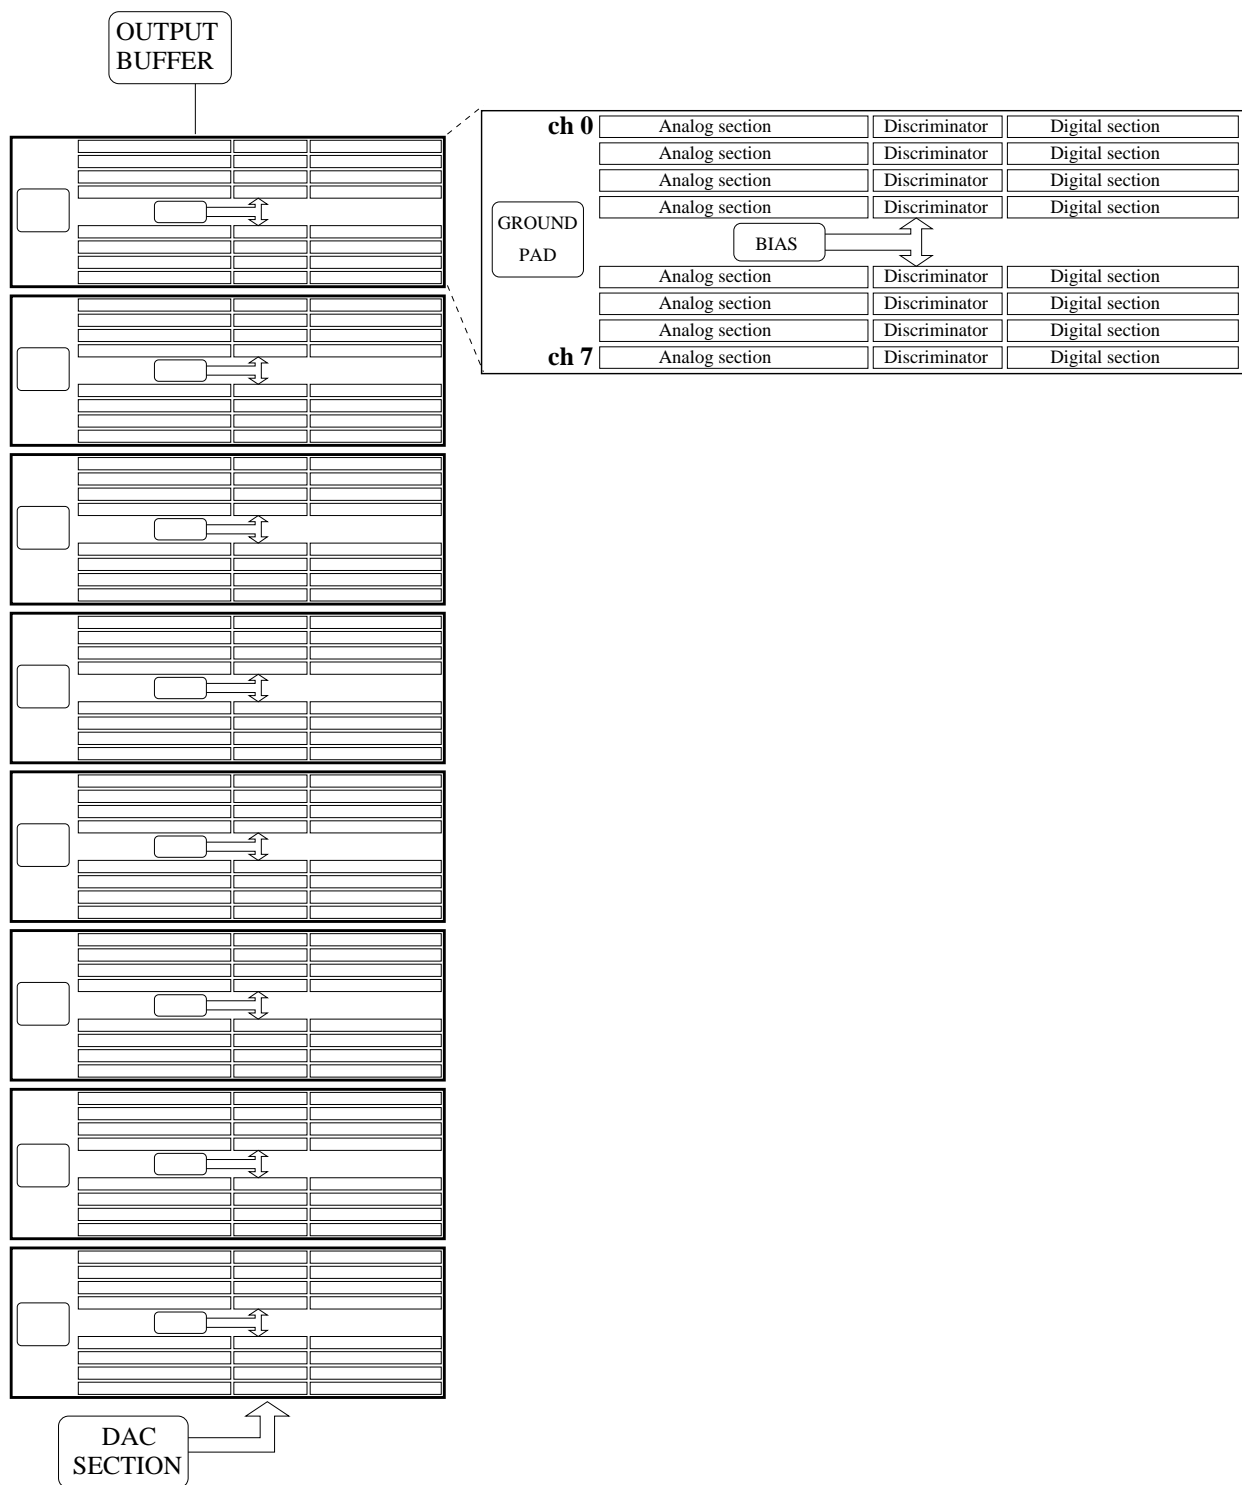 OUTPUT
BUFFER
ch 0 Analog section Discriminator Digital section
Analog section Discriminator Digital section
Analog section Discriminator Digital section
Analog section Discriminator Digital section
GROUND
PAD
BIAS
Analog section Discriminator Digital section
Analog section Discriminator Digital section
Analog section Discriminator Digital section
ch 7 Analog section Discriminator Digital section
DAC
SECTION